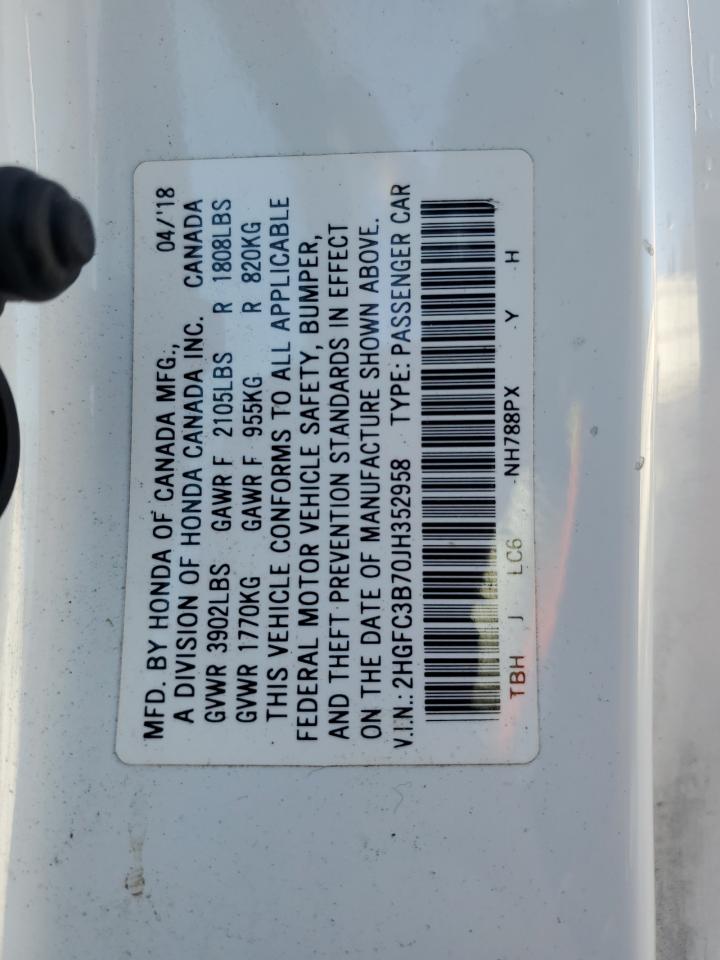 MFD. BY HONDA OF CANADA MFG., 04/'18
A DIVISION OF HONDA CANADA INC. CANADA
GVWR 3902LBS GAWR F 2105LBS R 1808LBS
GVWR 1770KG GAWR F 955KG R 820KG
THIS VEHICLE CONFORMS TO ALL APPLICABLE
FEDERAL MOTOR VEHICLE SAFETY, BUMPER,
AND THEFT PREVENTION STANDARDS IN EFFECT
ON THE DATE OF MANUFACTURE SHOWN ABOVE.
V.I.N.: 2HGFC3B70JH352958 TYPE: PASSENGER CAR
TBH J LC6 -NH788PX -Y -H